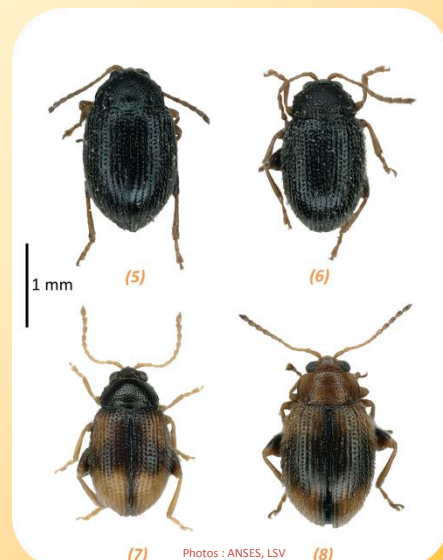 (5)
(6)
1 mm
(7)
Photos : ANSES, LSV
(8)